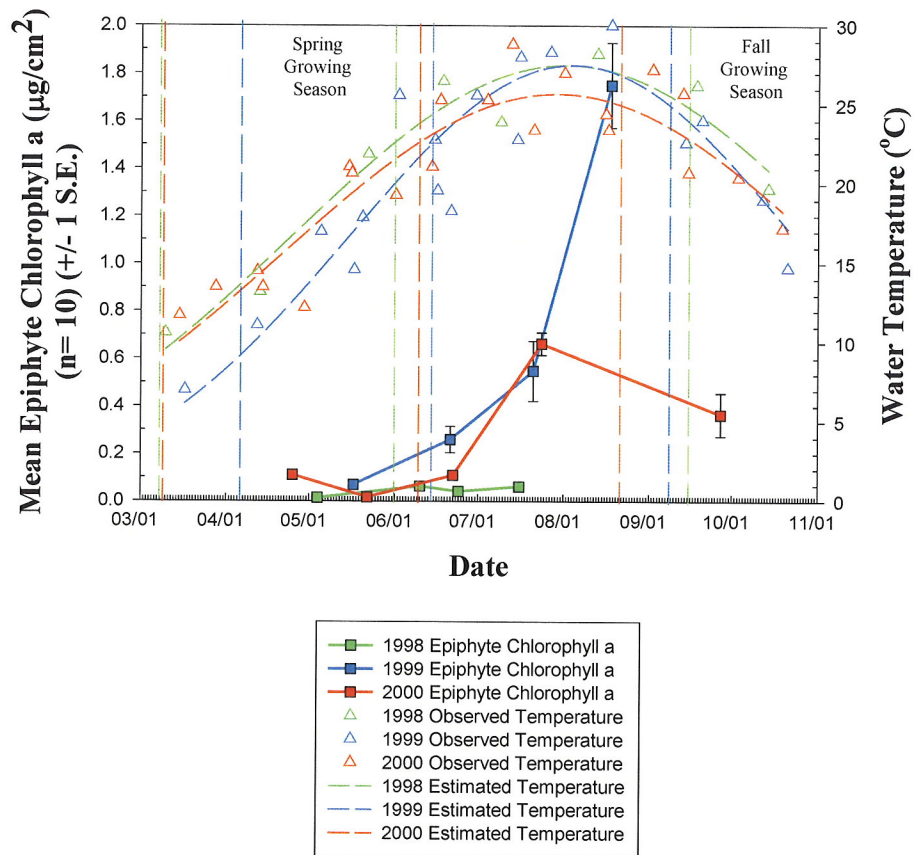 Mean Epiphyte Chlorophyll a (µg/cm2)
(n= 10) (+/- 1 S.E.)
2.0
1.8
1.6
1.4
1.2
1.0
0.8
0.6
0.4
0.2
0.0
Spring
Growing
Season
Fall
Growing
Season
30
25
20
15
10
5
0
Water Temperature (°C)
03/01 04/01 05/01 06/01 07/01 08/01 09/01 10/01 11/01
Date
1998 Epiphyte Chlorophyll a
1999 Epiphyte Chlorophyll a
2000 Epiphyte Chlorophyll a
1998 Observed Temperature
1999 Observed Temperature
2000 Observed Temperature
1998 Estimated Temperature
1999 Estimated Temperature
2000 Estimated Temperature